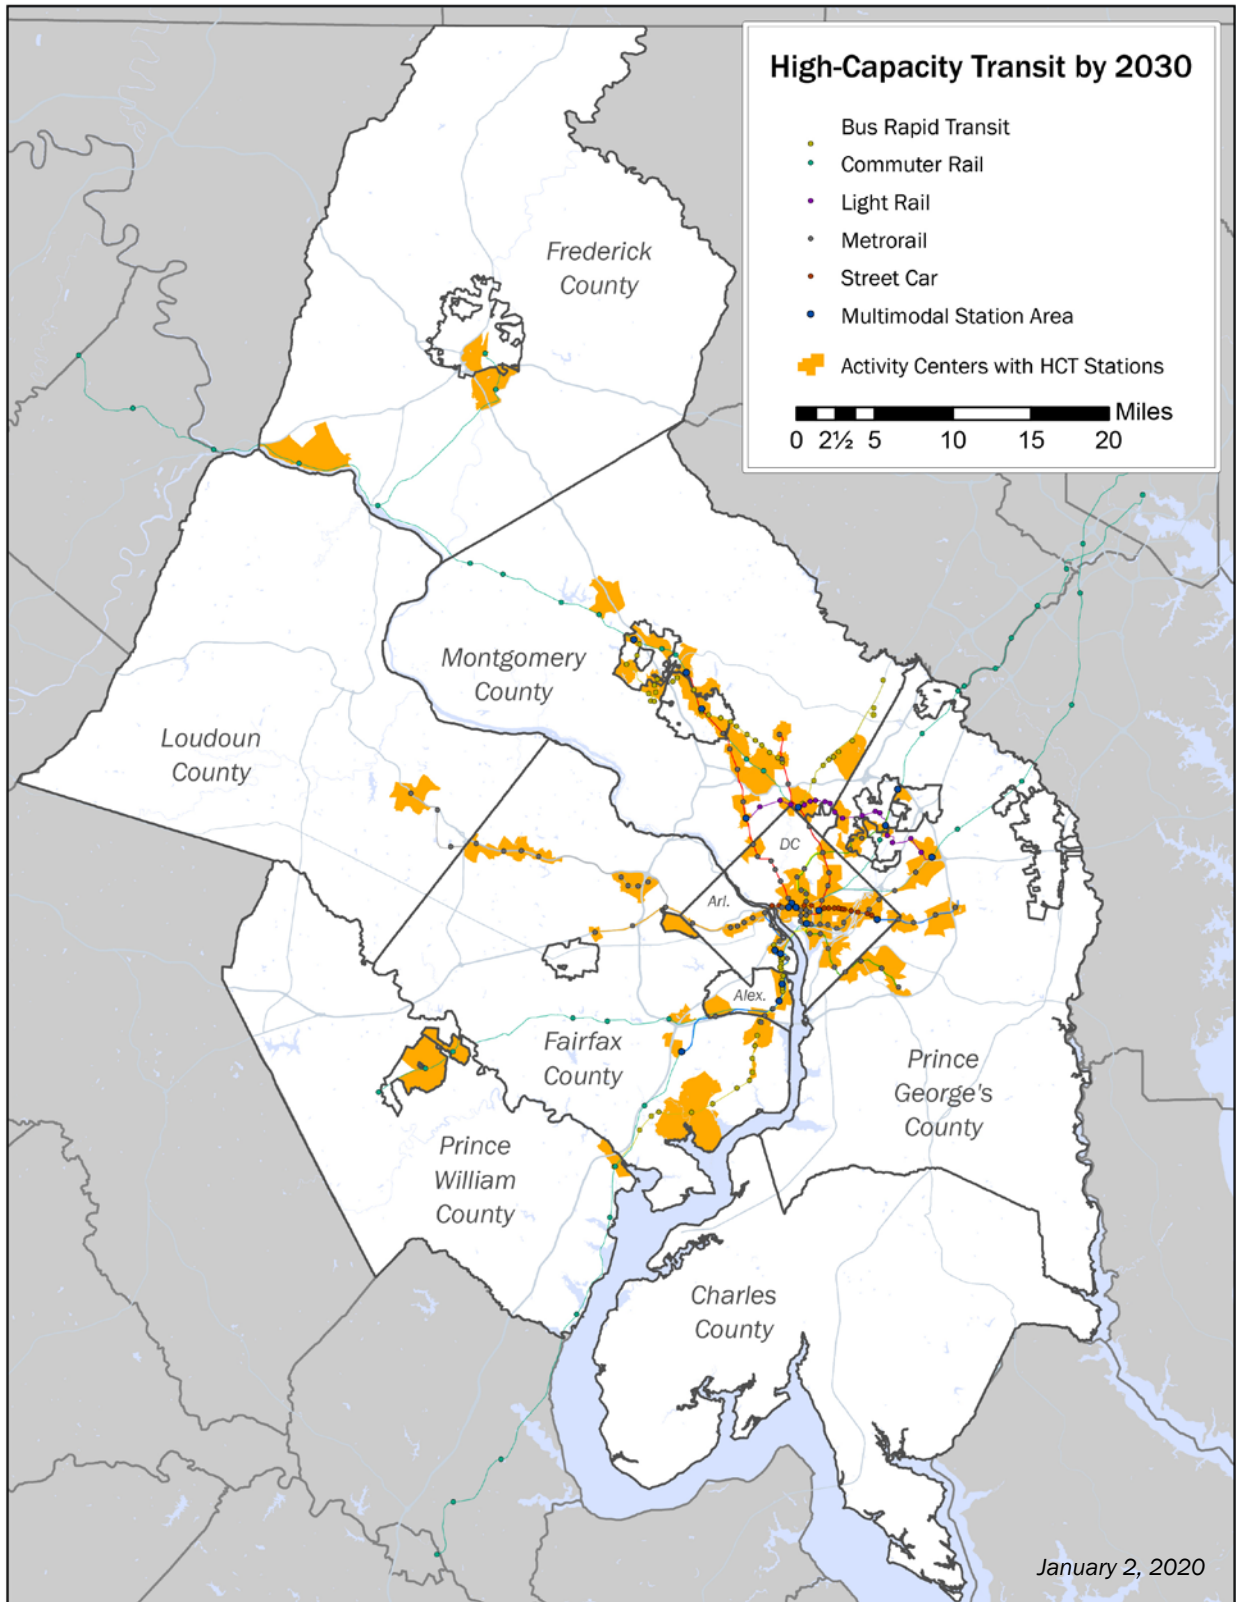 High-Capacity Transit by 2030
Bus Rapid Transit
Commuter Rail
Light Rail
Metrorail
Street Car
Multimodal Station Area
Activity Centers with HCT Stations
Miles
0 2½ 5 10 15 20
Frederick
County
Montgomery
County
Loudoun
County
DC
Arl.
Alex.
Fairfax
County
Prince
George's
County
Prince
William
County
Charles
County
January 2, 2020